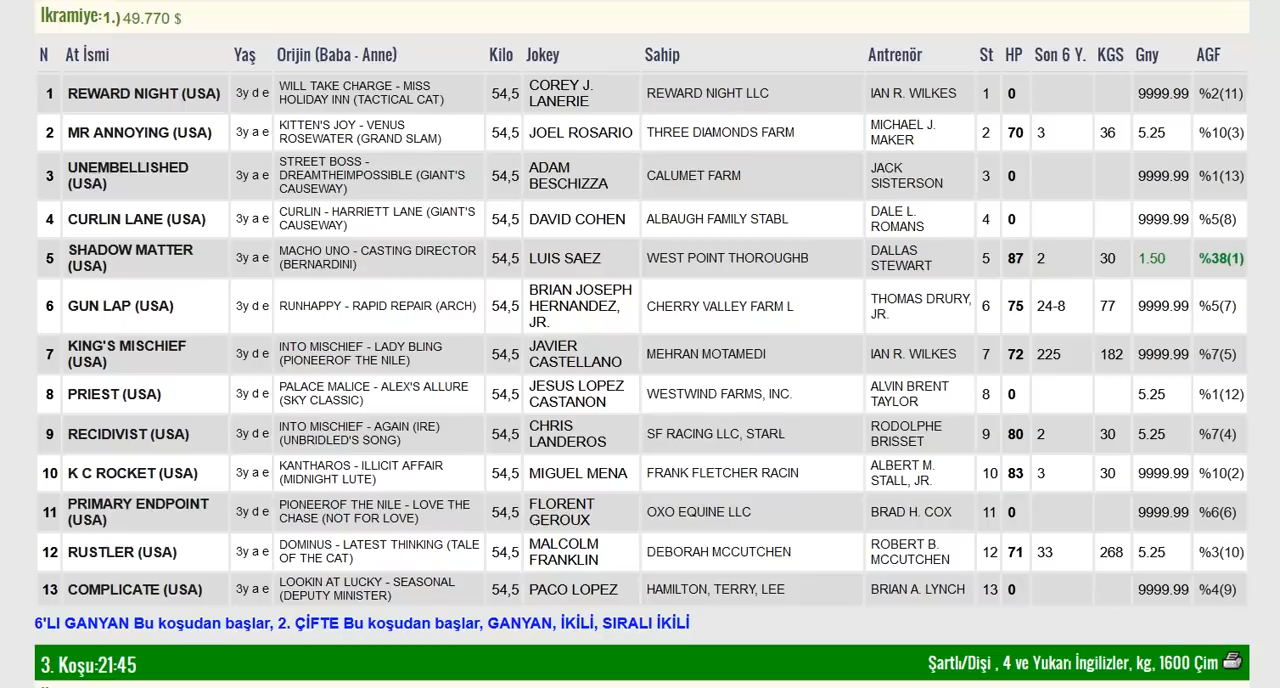 Ikramiye:1.) 49.770 $
N At İsmi Yaş Orijin (Baba - Anne) Kilo Jokey Sahip Antrenör St HP Son 6 Y. KGS Gny AGF
1 REWARD NIGHT (USA) 3y d e WILL TAKE CHARGE - MISS HOLIDAY INN (TACTICAL CAT) 54,5 COREY J. LANERIE REWARD NIGHT LLC IAN R. WILKES 1 0 9999.99 %2(11)
2 MR ANNOYING (USA) 3y a e KITTEN'S JOY - VENUS ROSEWATER (GRAND SLAM) 54,5 JOEL ROSARIO THREE DIAMONDS FARM MICHAEL J. MAKER 2 70 3 36 5.25 %10(3)
3 UNEMBELLISHED (USA) 3y a e STREET BOSS - DREAMTHEIMPOSSIBLE (GIANT'S CAUSEWAY) 54,5 ADAM BESCHIZZA CALUMET FARM JACK SISTERSON 3 0 9999.99 %1(13)
4 CURLIN LANE (USA) 3y a e CURLIN - HARRIETT LANE (GIANT'S CAUSEWAY) 54,5 DAVID COHEN ALBAUGH FAMILY STABL DALE L. ROMANS 4 0 9999.99 %5(8)
5 SHADOW MATTER (USA) 3y a e MACHO UNO - CASTING DIRECTOR (BERNARDINI) 54,5 LUIS SAEZ WEST POINT THOROUGHB DALLAS STEWART 5 87 2 30 1.50 %38(1)
6 GUN LAP (USA) 3y d e RUNHAPPY - RAPID REPAIR (ARCH) 54,5 BRIAN JOSEPH HERNANDEZ, JR. CHERRY VALLEY FARM L THOMAS DRURY, JR. 6 75 24-8 77 9999.99 %5(7)
7 KING'S MISCHIEF (USA) 3y d e INTO MISCHIEF - LADY BLING (PIONEEROF THE NILE) 54,5 JAVIER CASTELLANO MEHRAN MOTAMEDI IAN R. WILKES 7 72 225 182 9999.99 %7(5)
8 PRIEST (USA) 3y d e PALACE MALICE - ALEX'S ALLURE (SKY CLASSIC) 54,5 JESUS LOPEZ CASTANON WESTWIND FARMS, INC. ALVIN BRENT TAYLOR 8 0 5.25 %1(12)
9 RECIDIVIST (USA) 3y d e INTO MISCHIEF - AGAIN (IRE) (UNBRIDLED'S SONG) 54,5 CHRIS LANDEROS SF RACING LLC, STARL RODOLPHE BRISSET 9 80 2 30 5.25 %7(4)
10 K C ROCKET (USA) 3y a e KANTHAROS - ILLICIT AFFAIR (MIDNIGHT LUTE) 54,5 MIGUEL MENA FRANK FLETCHER RACIN ALBERT M. STALL, JR. 10 83 3 30 9999.99 %10(2)
11 PRIMARY ENDPOINT (USA) 3y d e PIONEEROF THE NILE - LOVE THE CHASE (NOT FOR LOVE) 54,5 FLORENT GEROUX OXO EQUINE LLC BRAD H. COX 11 0 9999.99 %6(6)
12 RUSTLER (USA) 3y a e DOMINUS - LATEST THINKING (TALE OF THE CAT) 54,5 MALCOLM FRANKLIN DEBORAH MCCUTCHEN ROBERT B. MCCUTCHEN 12 71 33 268 5.25 %3(10)
13 COMPLICATE (USA) 3y a e LOOKIN AT LUCKY - SEASONAL (DEPUTY MINISTER) 54,5 PACO LOPEZ HAMILTON, TERRY, LEE BRIAN A. LYNCH 13 0 9999.99 %4(9)
6'LI GANYAN Bu koşudan başlar, 2. ÇİFTE Bu koşudan başlar, GANYAN, İKİLİ, SIRALI İKİLİ
3. Koşu:21:45 Şartlı/Dişi , 4 ve Yukarı İngilizler, kg, 1600 Çim